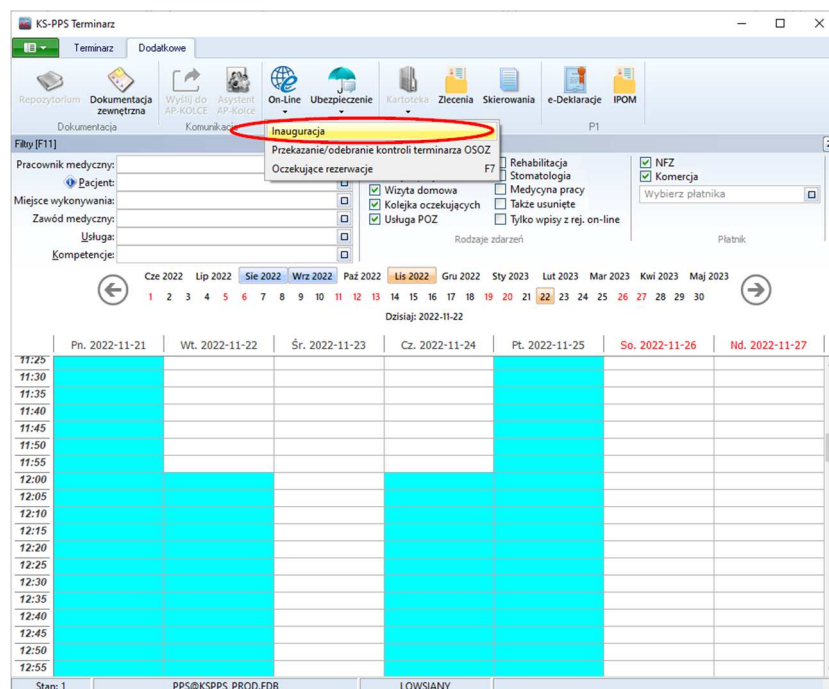 KS-PPS Terminarz
Terminarz Dodatkowe
Repozytorium Dokumentacja zewnętrzna Wyślij do AP-KOLCE Asystent AP-Kolce On-Line Ubezpieczenie Kartoteka Zlecenia Skierowania e-Deklaracje IPOM
Dokumentacja Komunikacja P1
Inauguracja
Przekazanie/odebranie kontroli terminarza OSOZ
Oczekujące rezerwacje F7
Filtry [F11]
Pracownik medyczny:
Pacjent:
Miejsce wykonywania:
Zawód medyczny:
Usługa:
Kompetencje:
Wizyta domowa
Kolejka oczekujących
Usługa POZ
Rehabilitacja
Stomatologia
Medycyna pracy
Także usunięte
Tylko wpisy z rej. on-line
Rodzaje zdarzeń
NFZ
Komercja
Wybierz płatnika
Płatnik
Cze 2022 Lip 2022 Sie 2022 Wrz 2022 Paź 2022 Lis 2022 Gru 2022 Sty 2023 Lut 2023 Mar 2023 Kwi 2023 Maj 2023
1 2 3 4 5 6 7 8 9 10 11 12 13 14 15 16 17 18 19 20 21 22 23 24 25 26 27 28 29 30
Dzisiaj: 2022-11-22
Pn. 2022-11-21 Wt. 2022-11-22 Śr. 2022-11-23 Cz. 2022-11-24 Pt. 2022-11-25 So. 2022-11-26 Nd. 2022-11-27
11:25
11:30
11:35
11:40
11:45
11:50
11:55
12:00
12:05
12:10
12:15
12:20
12:25
12:30
12:35
12:40
12:45
12:50
12:55
Stan: 1 PPS@KSPPS_PROD.FDB LOWSIANY